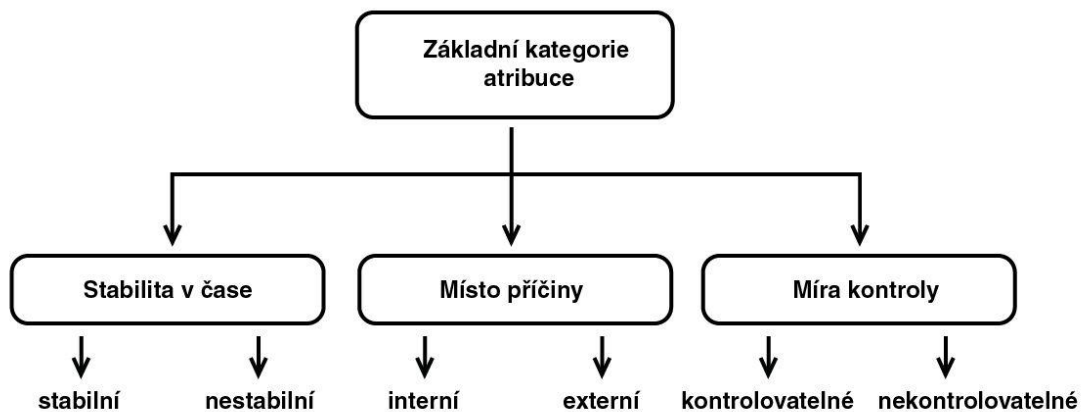 Základní kategorie
atribuce
Stabilita v čase
Místo příčiny
Míra kontroly
stabilní
nestabilní
interní
externí
kontrolovatelné
nekontrolovatelné